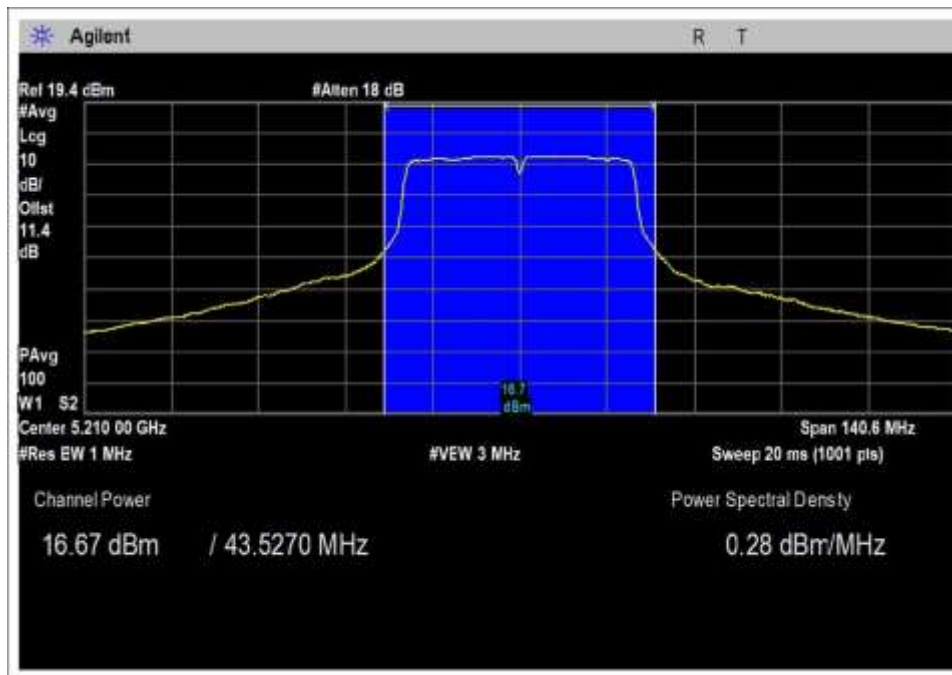 Agilent R T
Ref 19.4 dBm #Atten 18 dB
#Avg
Log
10
dB/
Offst
11.4
dB
PAvg
100
W1 S2
16.7
dBm
Center 5.210 00 GHz Span 140.6 MHz
#Res BW 1 MHz #VBW 3 MHz Sweep 20 ms (1001 pts)
Channel Power Power Spectral Density
16.67 dBm / 43.5270 MHz 0.28 dBm/MHz